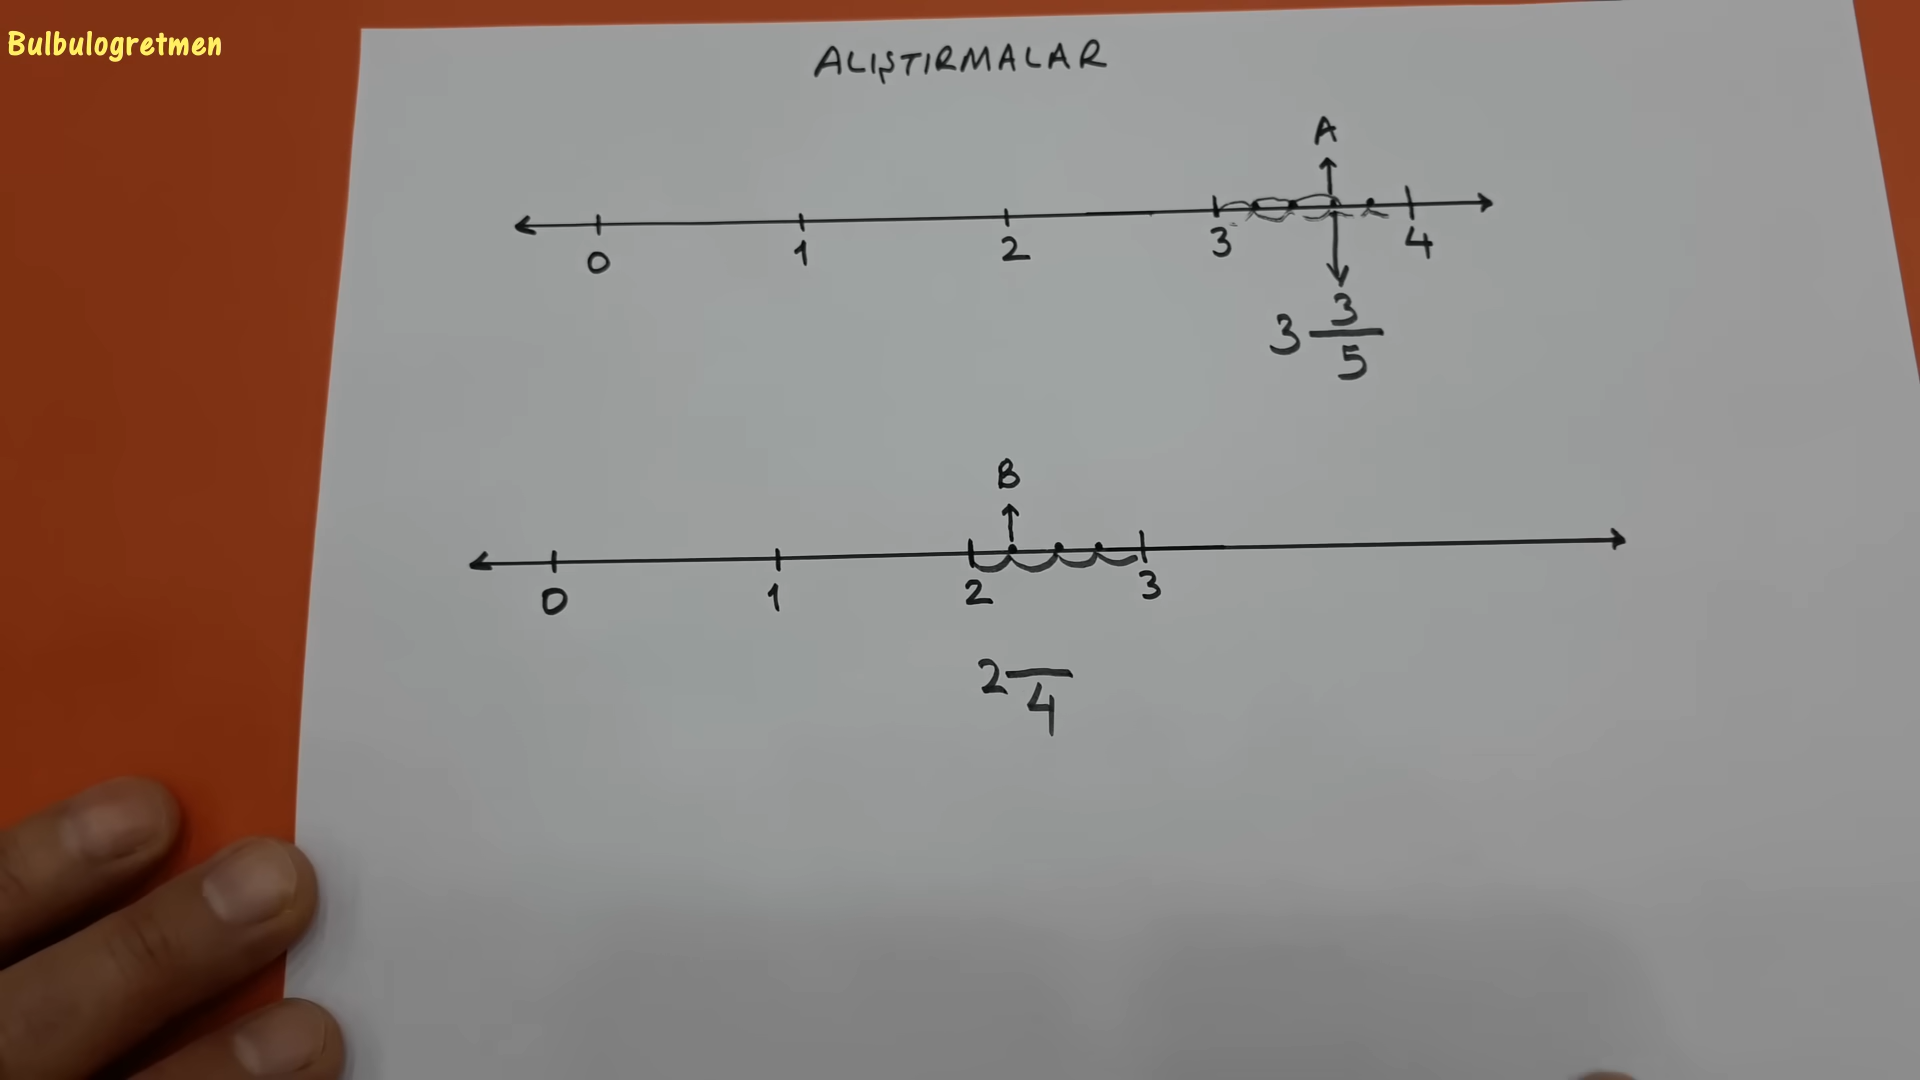 Bulbulogretmen
ALIŞTIRMALAR
A
0 1 2 3 4
3 3/5
B
0 1 2 3
2 /4